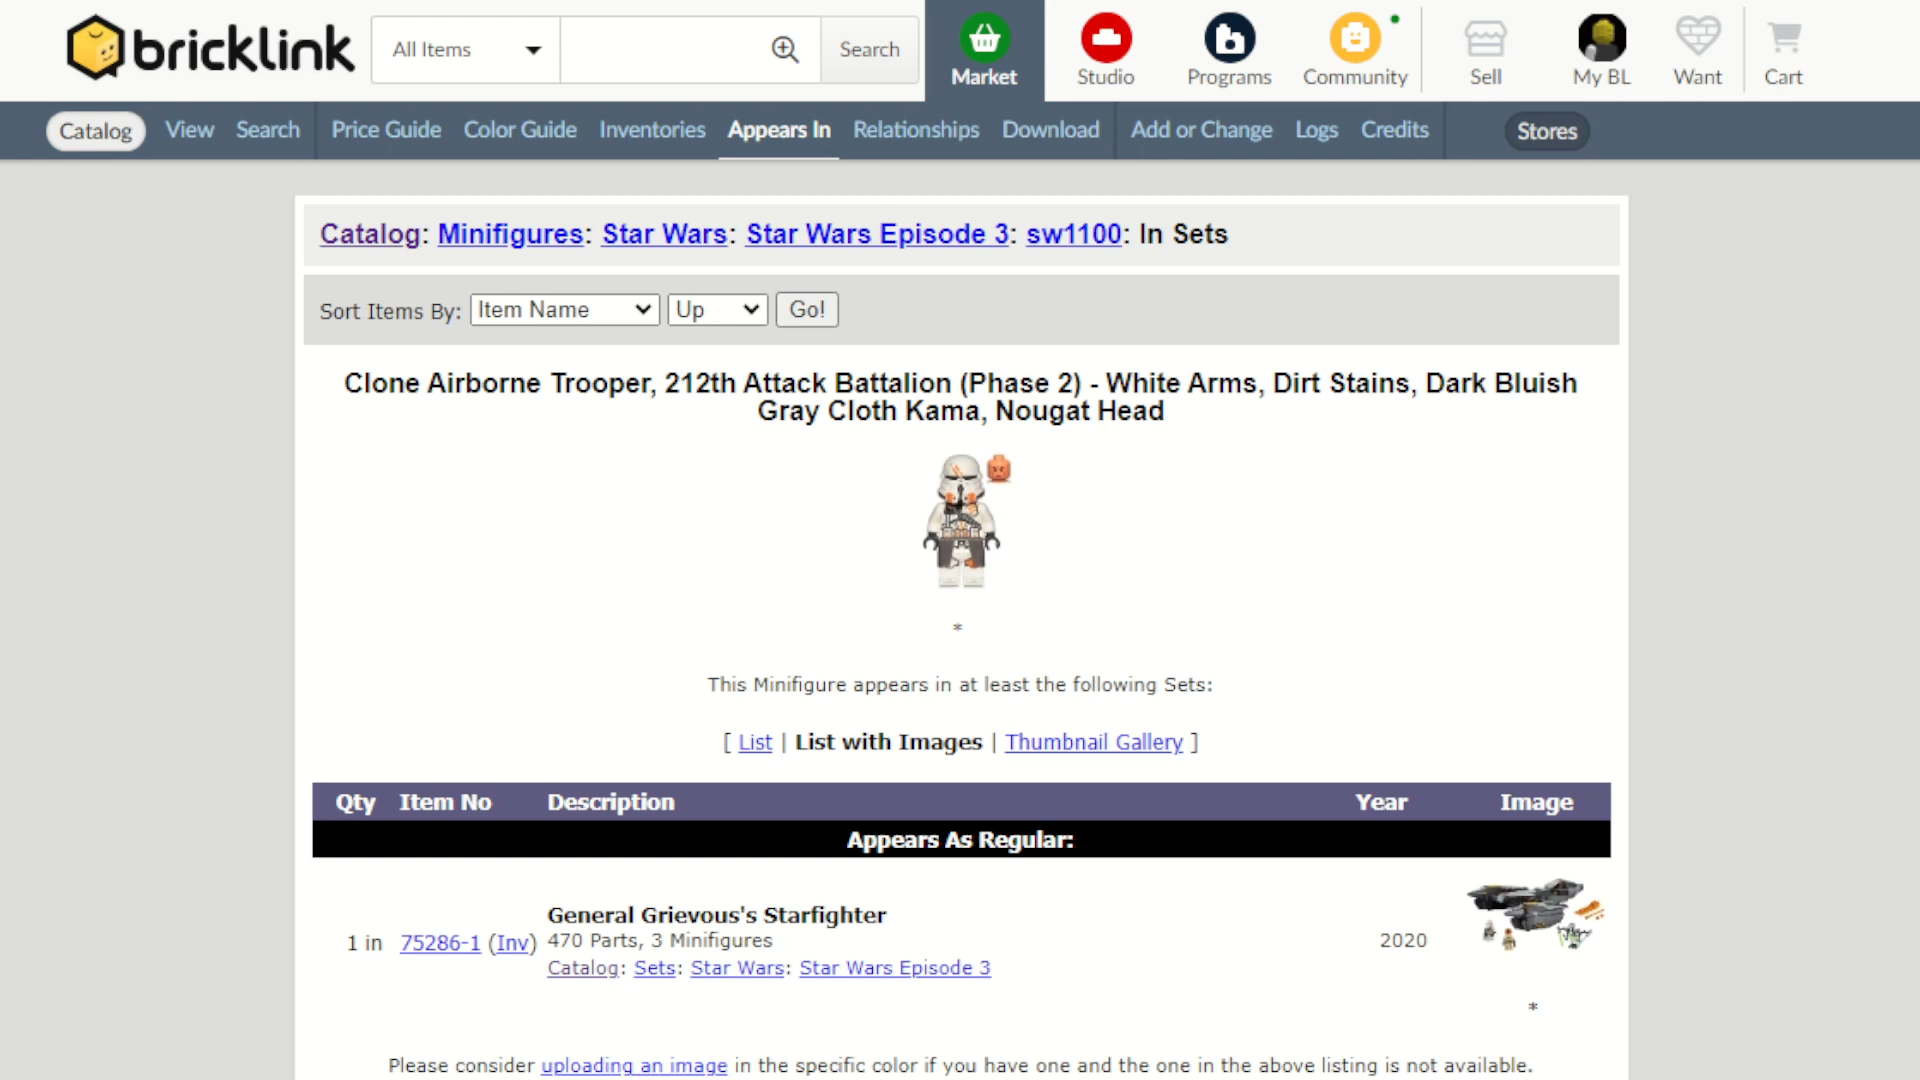 bricklink
All Items
Search
Market
Studio
Programs
Community
Sell
My BL
Want
Cart
Catalog View Search Price Guide Color Guide Inventories Appears In Relationships Download Add or Change Logs Credits Stores
Catalog: Minifigures: Star Wars: Star Wars Episode 3: sw1100: In Sets
Sort Items By: Item Name Up Go!
Clone Airborne Trooper, 212th Attack Battalion (Phase 2) - White Arms, Dirt Stains, Dark Bluish
Gray Cloth Kama, Nougat Head
*
This Minifigure appears in at least the following Sets:
[ List | List with Images | Thumbnail Gallery ]
Qty Item No Description Year Image
Appears As Regular:
General Grievous's Starfighter
1 in 75286-1 (Inv) 470 Parts, 3 Minifigures 2020
Catalog: Sets: Star Wars: Star Wars Episode 3
*
Please consider uploading an image in the specific color if you have one and the one in the above listing is not available.